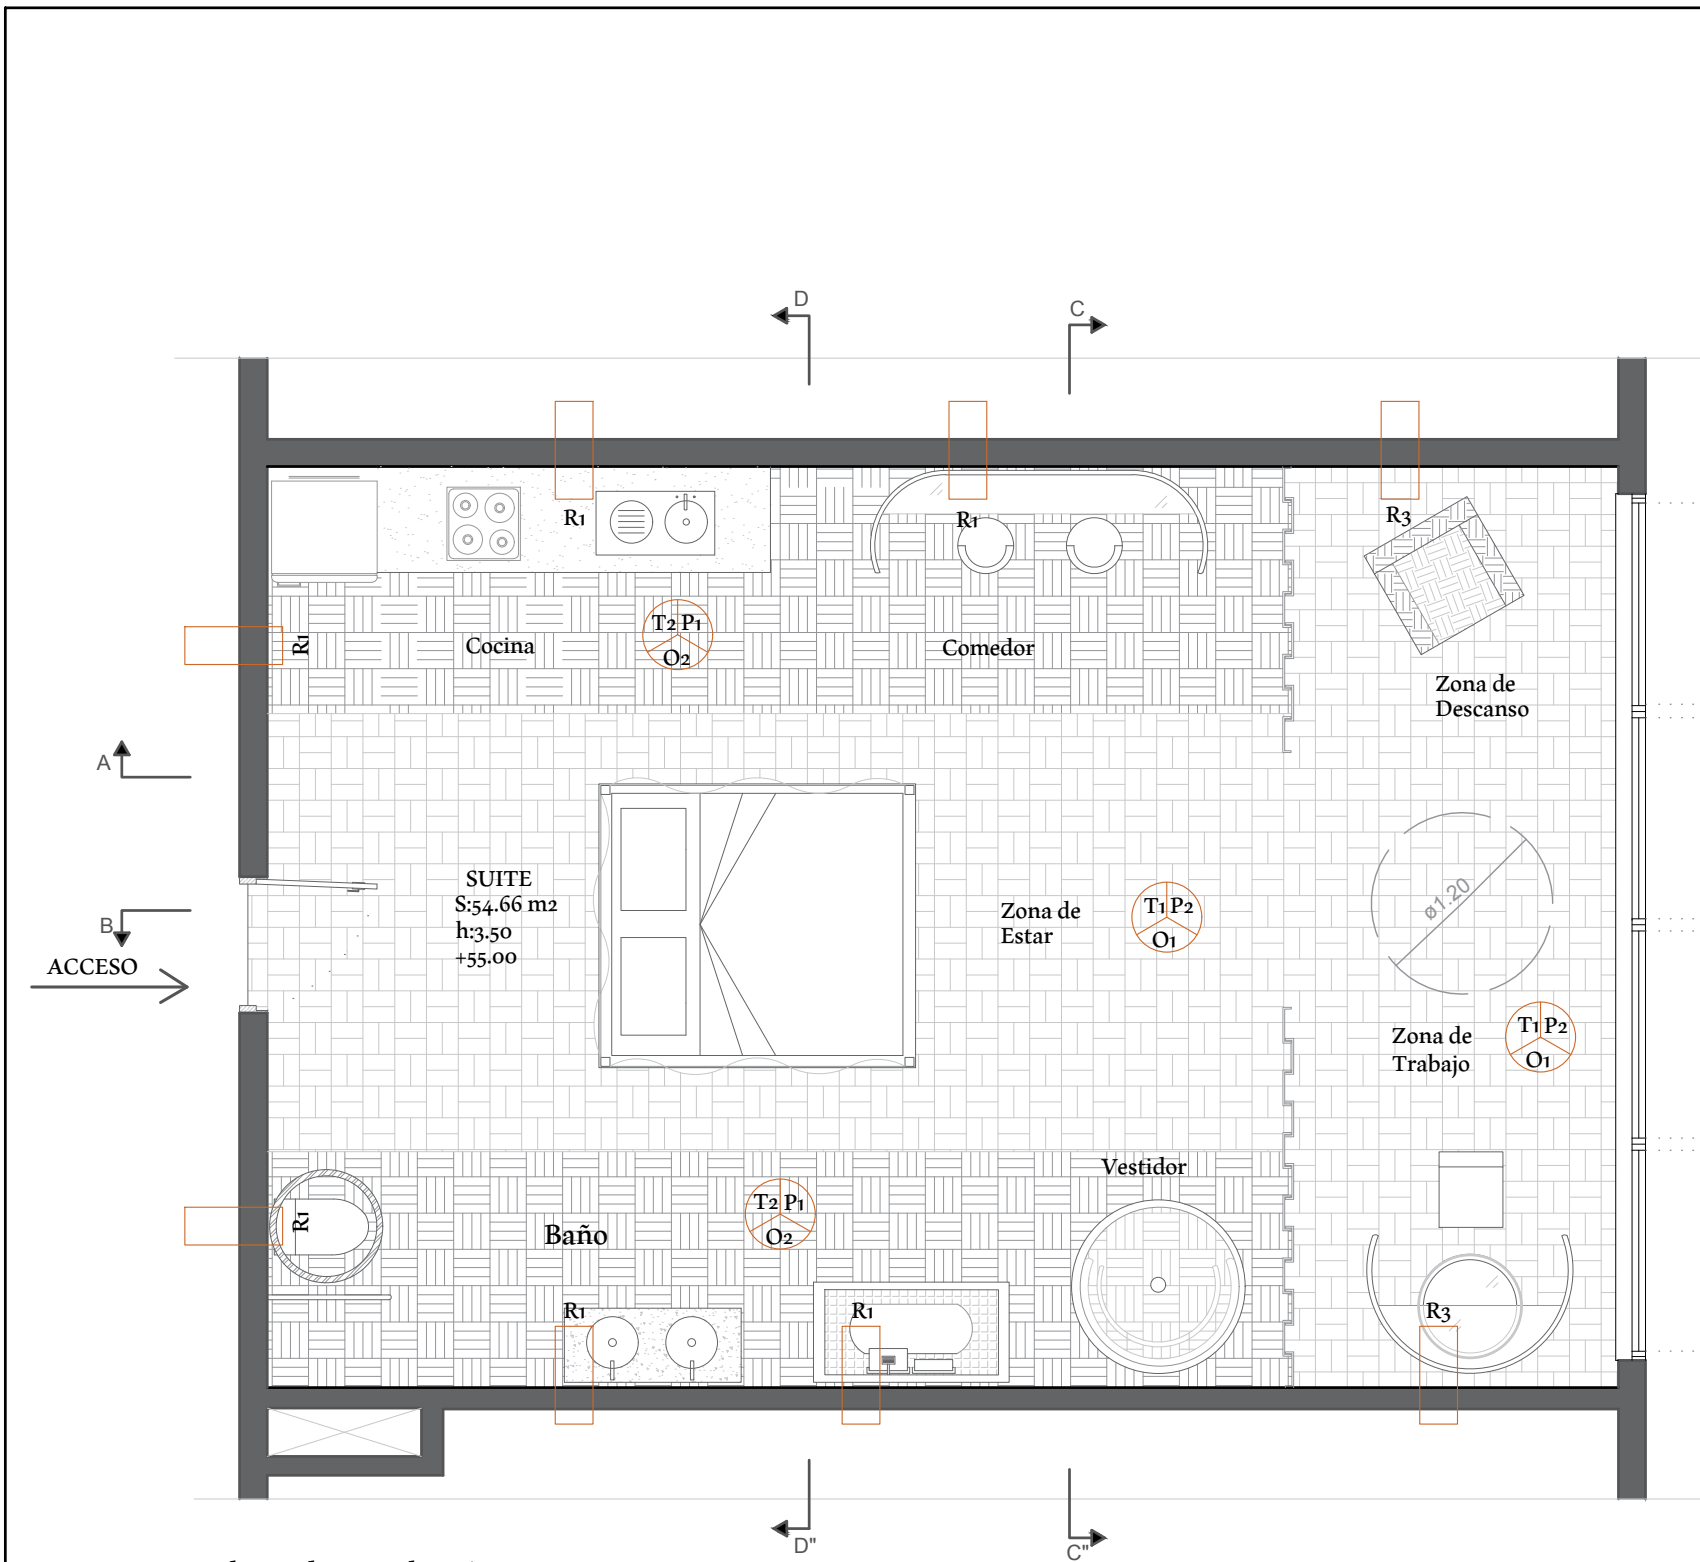 D
C
R1
R1
R3
T2 P1
O2
R1
Cocina
Comedor
Zona de
Descanso
A
SUITE
S:54.66 m2
h:3.50
+55.00
ø1.20
Zona de
Estar
T1 P2
O1
B
ACCESO
Zona de
Trabajo
T1 P2
O1
Vestidor
R1
Baño
T2 P1
O2
R1
R1
R3
D"
C"